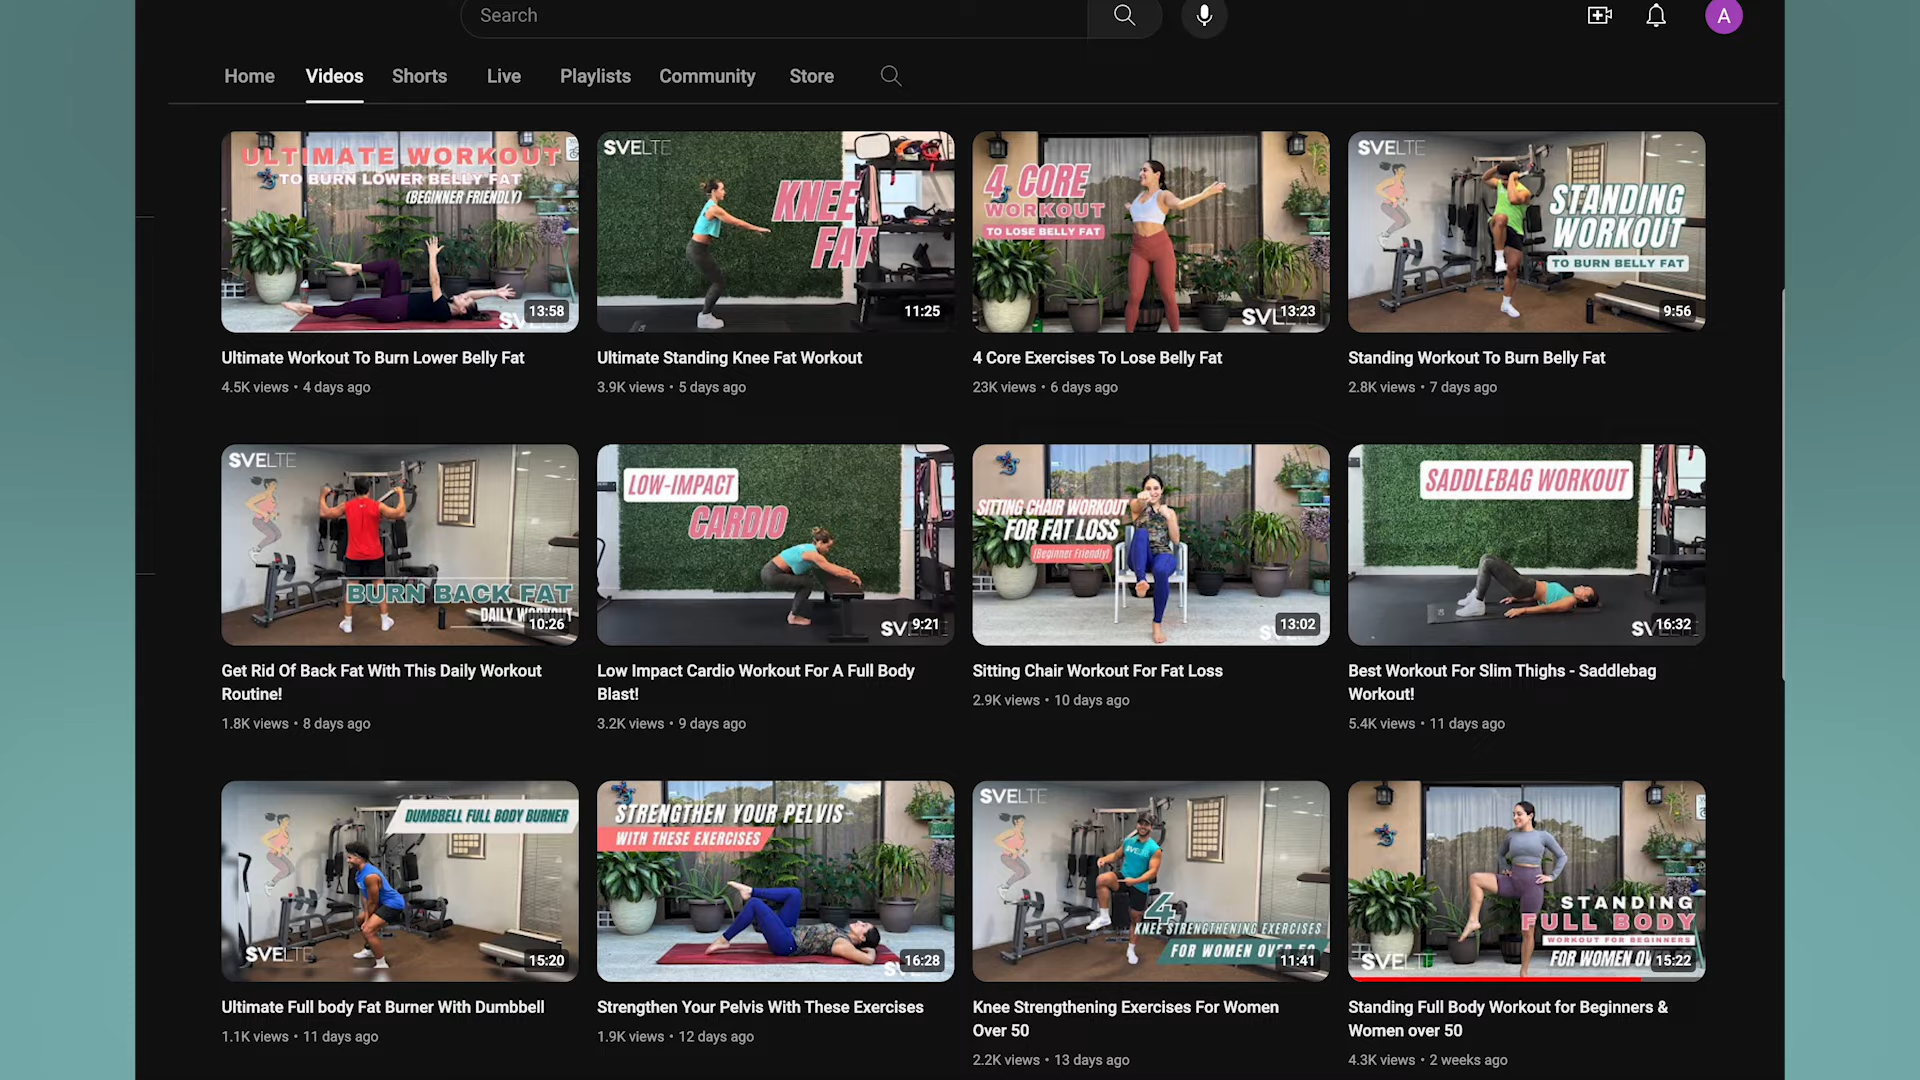 Search
A
Home Videos Shorts Live Playlists Community Store
ULTIMATE WORKOUT
TO BURN LOWER BELLY FAT
(BEGINNER FRIENDLY)
13:58
SVELTE
KNEE
FAT
11:25
4 CORE
WORKOUT
TO LOSE BELLY FAT
13:23
SVELTE
STANDING
WORKOUT
TO BURN BELLY FAT
9:56
Ultimate Workout To Burn Lower Belly Fat
4.5K views • 4 days ago
Ultimate Standing Knee Fat Workout
3.9K views • 5 days ago
4 Core Exercises To Lose Belly Fat
23K views • 6 days ago
Standing Workout To Burn Belly Fat
2.8K views • 7 days ago
SVELTE
BURN BACK FAT
DAILY WORKOUT
10:26
LOW-IMPACT
CARDIO
9:21
SITTING CHAIR WORKOUT
FOR FAT LOSS
(Beginner Friendly)
13:02
SADDLEBAG WORKOUT
16:32
Get Rid Of Back Fat With This Daily Workout
Routine!
1.8K views • 8 days ago
Low Impact Cardio Workout For A Full Body
Blast!
3.2K views • 9 days ago
Sitting Chair Workout For Fat Loss
2.9K views • 10 days ago
Best Workout For Slim Thighs - Saddlebag
Workout!
5.4K views • 11 days ago
DUMBBELL FULL BODY BURNER
SVELTE
15:20
STRENGTHEN YOUR PELVIS
WITH THESE EXERCISES
16:28
SVELTE
4
KNEE STRENGTHENING EXERCISES
FOR WOMEN OVER 50
11:41
STANDING
FULL BODY
WORKOUT FOR BEGINNERS
FOR WOMEN OV
SVELTE
15:22
Ultimate Full body Fat Burner With Dumbbell
1.1K views • 11 days ago
Strengthen Your Pelvis With These Exercises
1.9K views • 12 days ago
Knee Strengthening Exercises For Women
Over 50
2.2K views • 13 days ago
Standing Full Body Workout for Beginners &
Women over 50
4.3K views • 2 weeks ago